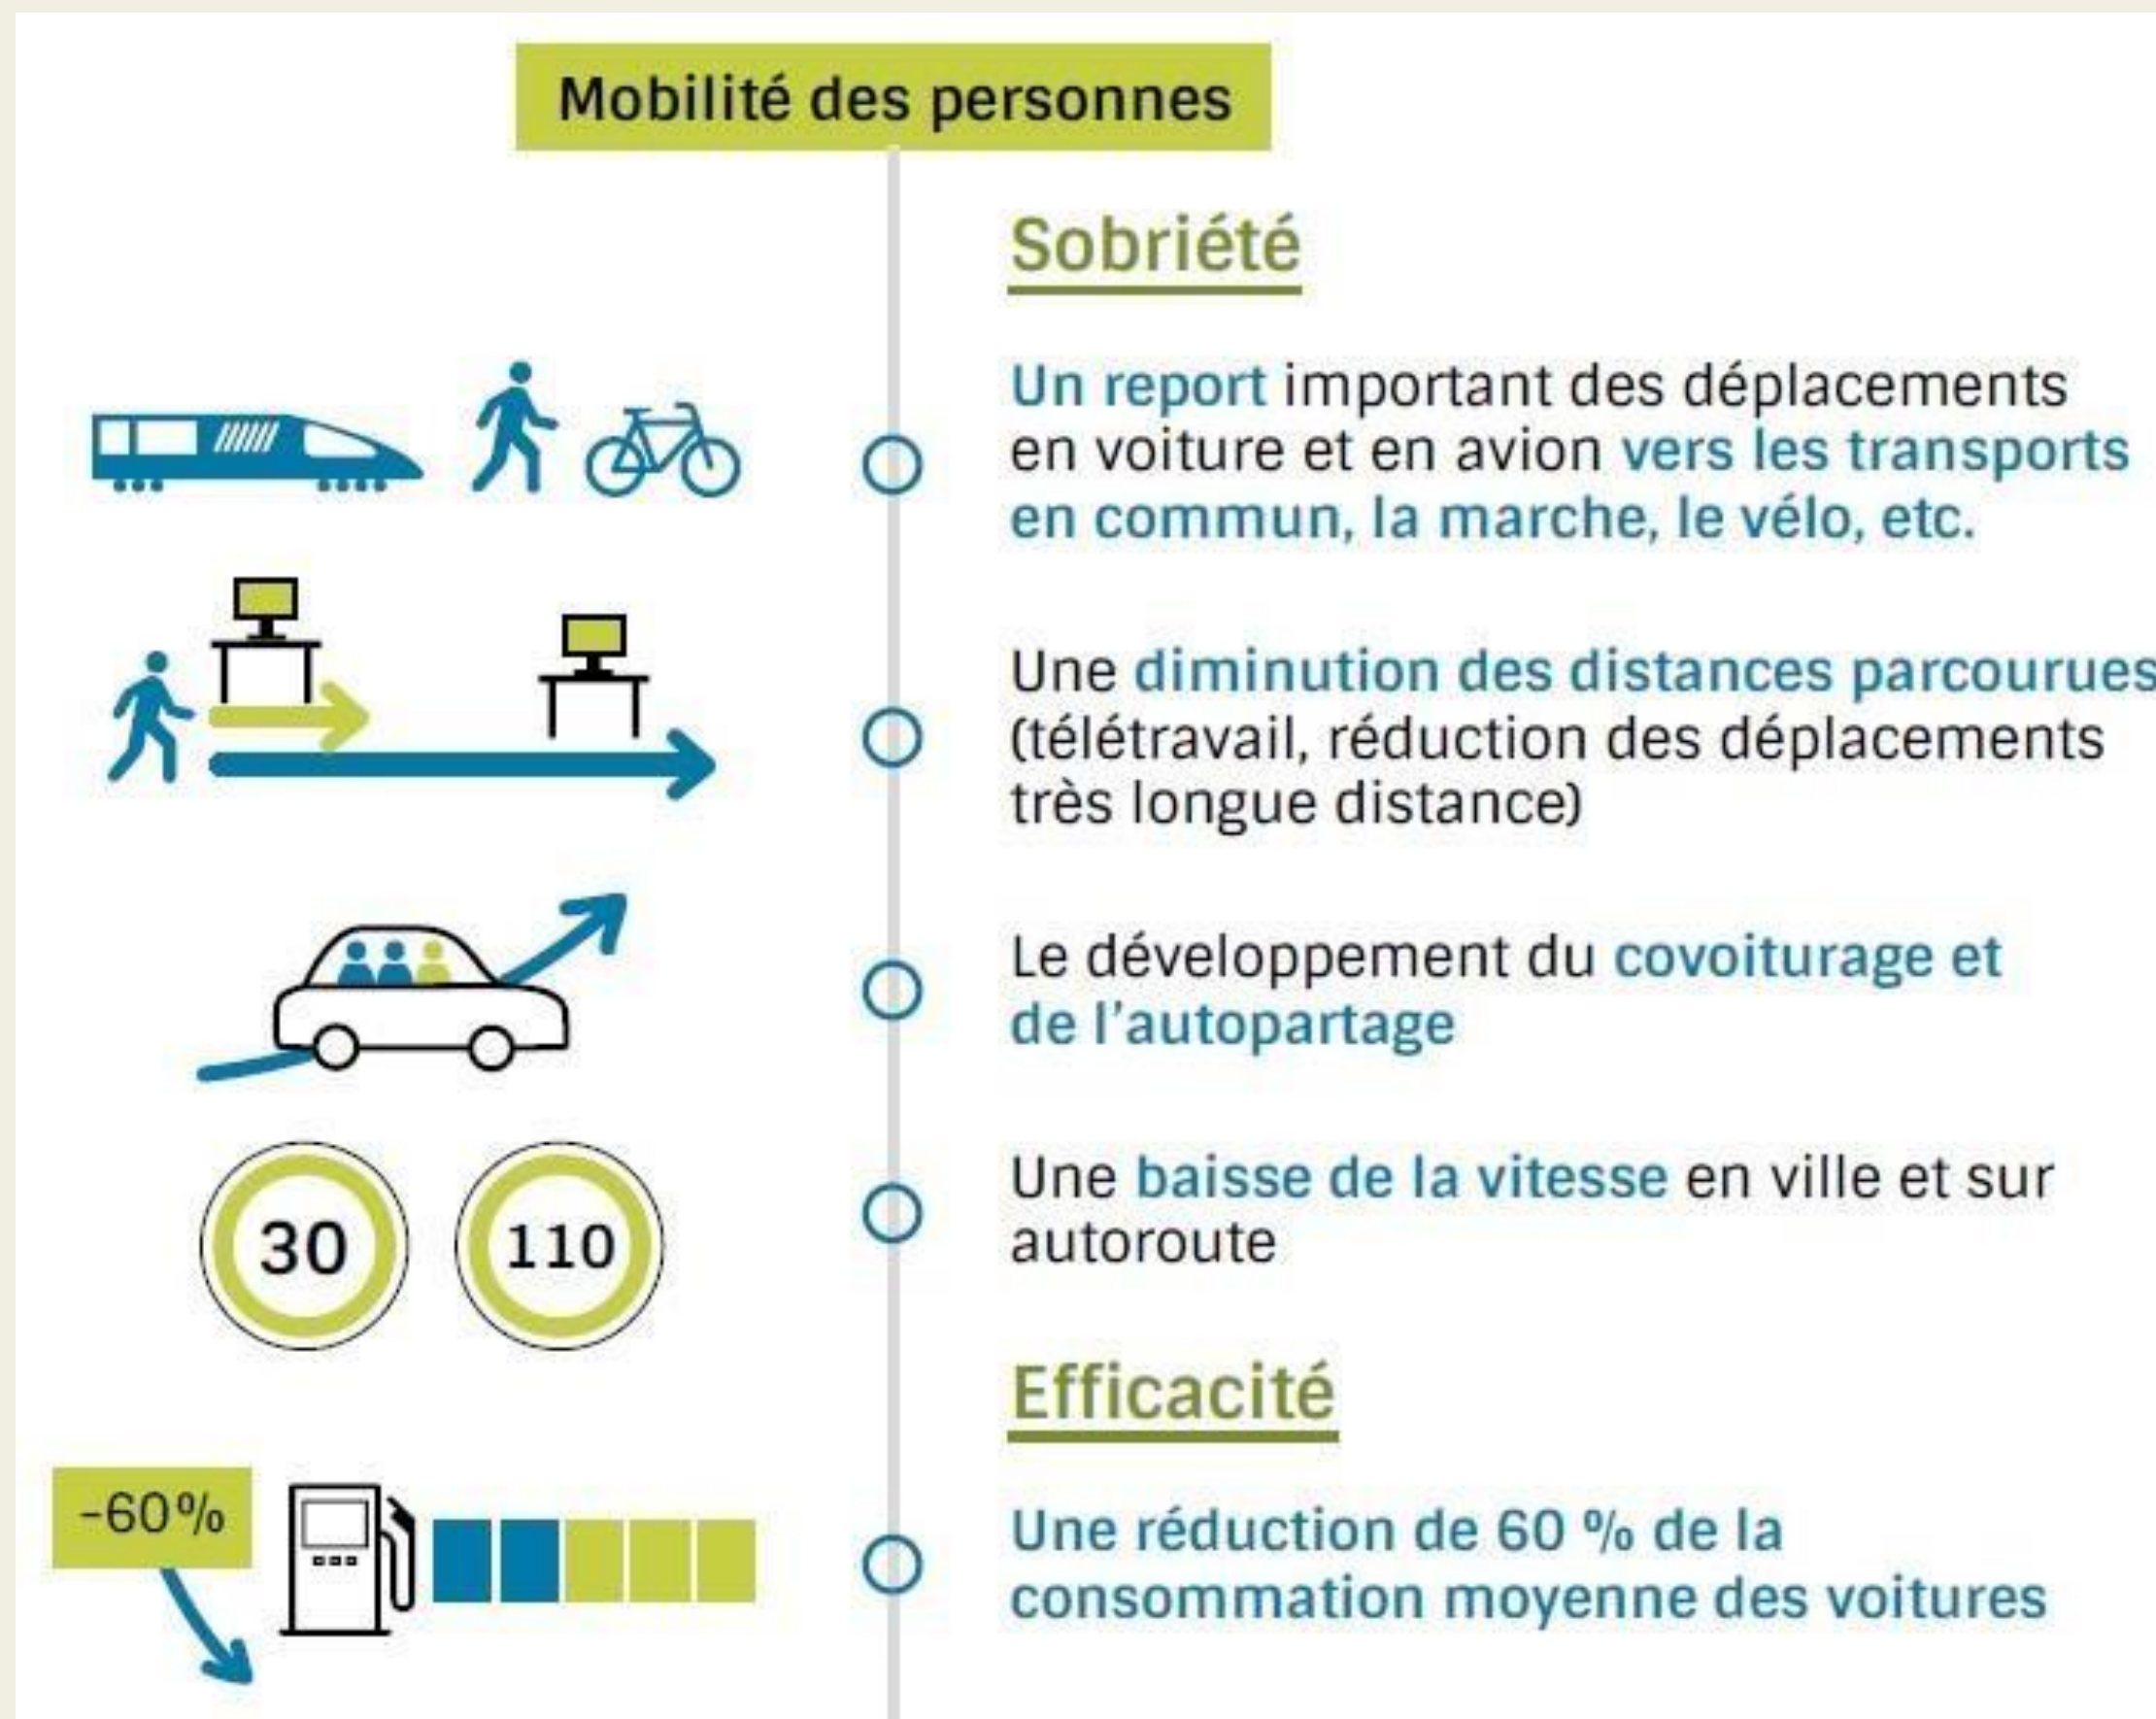 Mobilité des personnes
Sobriété
Un report important des déplacements
en voiture et en avion vers les transports
en commun, la marche, le vélo, etc.
Une diminution des distances parcourues
(télétravail, réduction des déplacements
très longue distance)
Le développement du covoiturage et
de l'autopartage
30 110
Une baisse de la vitesse en ville et sur
autoroute
Efficacité
-60%
Une réduction de 60 % de la
consommation moyenne des voitures